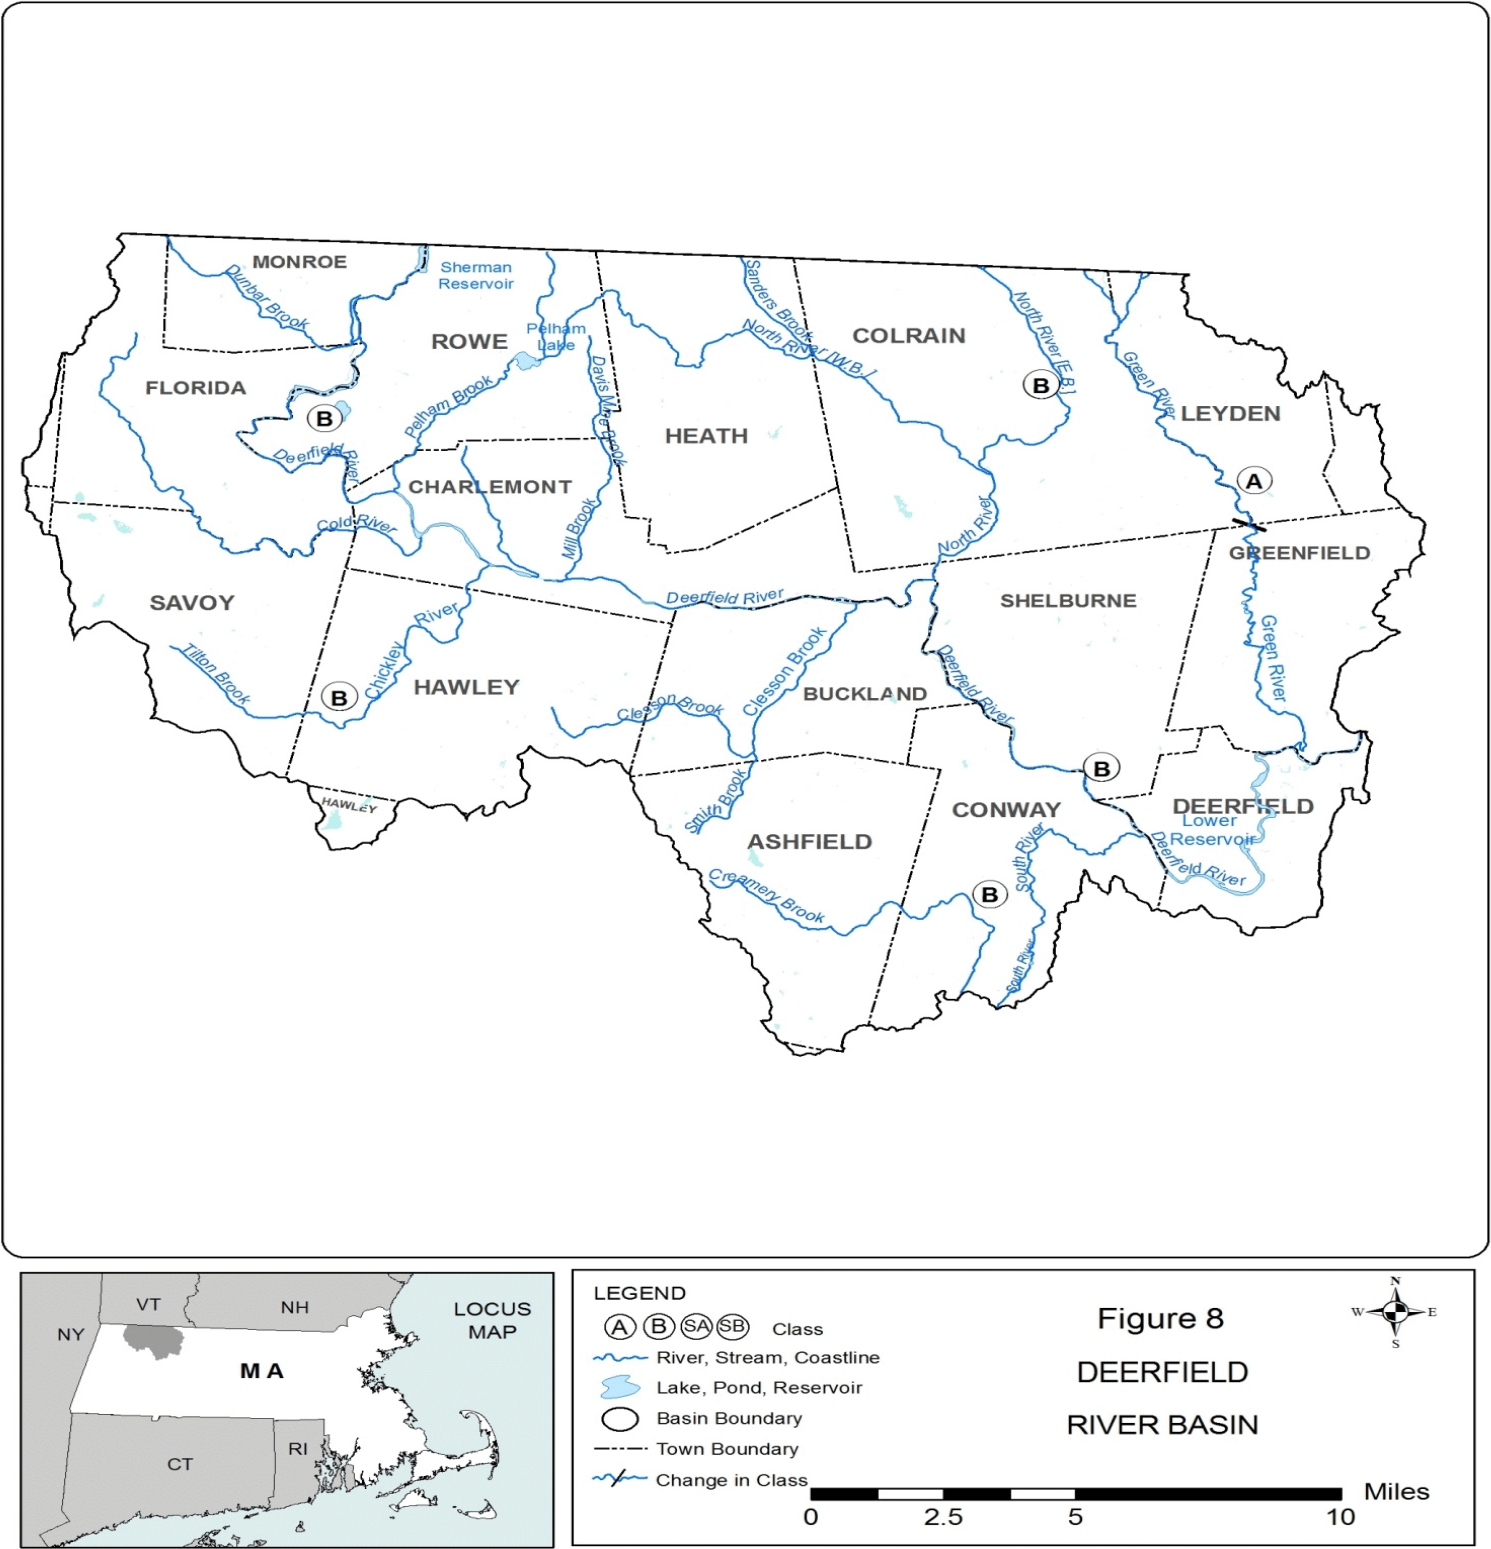 MONROE
Sherman
Reservoir
Dunbar Brook
ROWE
Pelham
Lake
Sanders Brook
North River [W.B.]
COLRAIN
North River [E.B.]
Green River
FLORIDA
B
Pelham Brook
Davis Mine Brook
B
LEYDEN
HEATH
Deerfield River
CHARLEMONT
A
Cold River
Mill Brook
North River
GREENFIELD
SAVOY
Deerfield River
SHELBURNE
Chickley River
Tilton Brook
B
HAWLEY
Clesson Brook
Clesson Brook
BUCKLAND
Deerfield River
Green River
B
HAWLEY
Smith Brook
ASHFIELD
CONWAY
DEERFIELD
Lower
Reservoir
South River
Deerfield River
Creamery Brook
B
South River
NY
VT
NH
LOCUS
MAP
MA
CT
RI
LEGEND
A B SA SB Class
River, Stream, Coastline
Lake, Pond, Reservoir
Basin Boundary
Town Boundary
Change in Class
Figure 8
DEERFIELD
RIVER BASIN
N
W E
S
Miles
0 2.5 5 10